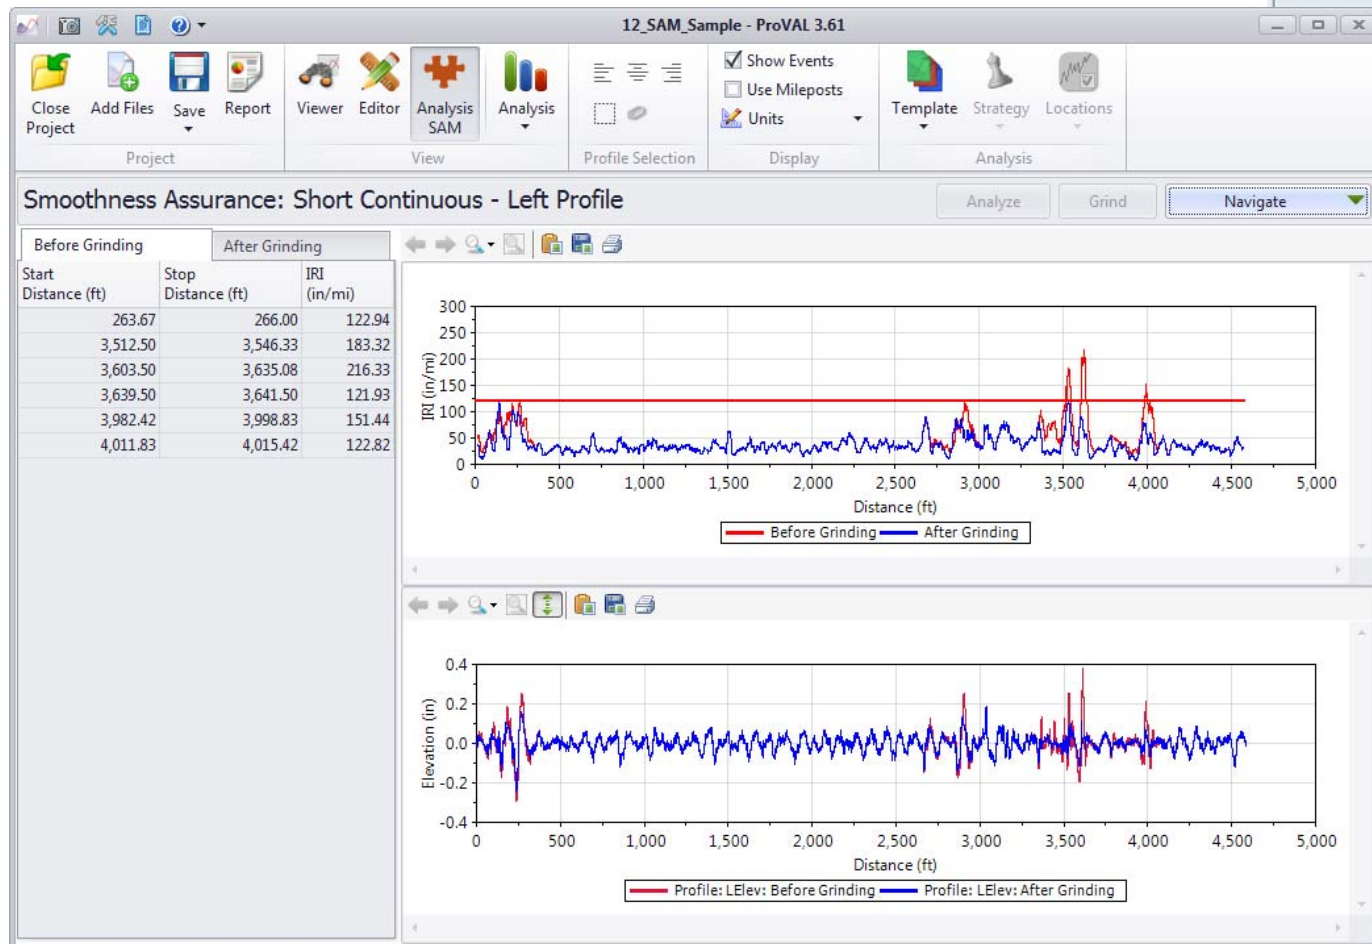 12_SAM_Sample - ProVAL 3.61
Close Project
Add Files
Save
Report
Viewer
Editor
Analysis SAM
Analysis
Show Events
Use Mileposts
Units
Template
Strategy
Locations
Project
View
Profile Selection
Display
Analysis
Smoothness Assurance: Short Continuous - Left Profile
Analyze
Grind
Navigate
Before Grinding
After Grinding
Start Distance (ft)
Stop Distance (ft)
IRI (in/mi)
263.67 266.00 122.94
3,512.50 3,546.33 183.32
3,603.50 3,635.08 216.33
3,639.50 3,641.50 121.93
3,982.42 3,998.83 151.44
4,011.83 4,015.42 122.82
IRI (in/mi)
300
250
200
150
100
50
0
0 500 1,000 1,500 2,000 2,500 3,000 3,500 4,000 4,500 5,000
Distance (ft)
Before Grinding After Grinding
Elevation (in)
0.4
0.2
0.0
-0.2
-0.4
0 500 1,000 1,500 2,000 2,500 3,000 3,500 4,000 4,500 5,000
Distance (ft)
Profile: LElev: Before Grinding Profile: LElev: After Grinding